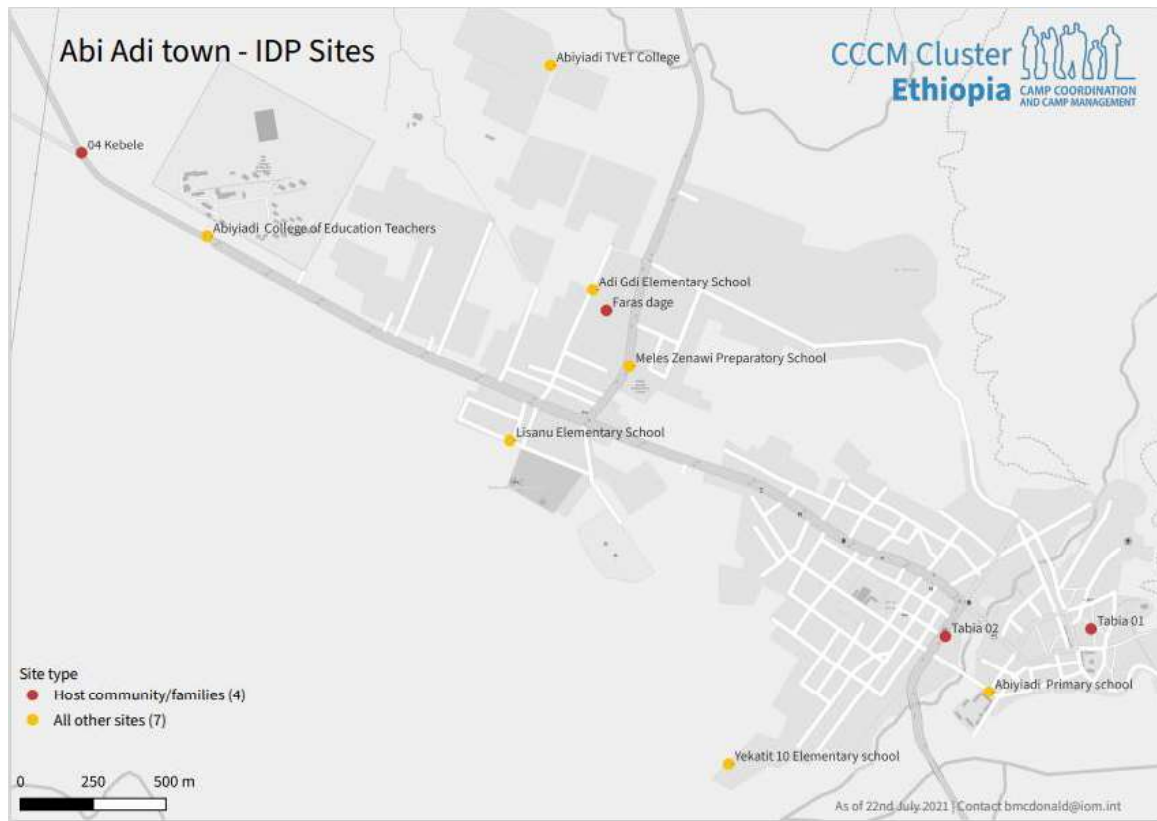 Abi Adi town - IDP Sites
CCCM Cluster
Ethiopia
CAMP COORDINATION
AND CAMP MANAGEMENT
Abiyiadi TVET College
04 Kebele
Abiyiadi  College of Education Teachers
Adi Gdi Elementary School
Faras dage
Meles Zenawi Preparatory School
Lisanu Elementary School
Tabia 02
Tabia 01
Abiyiadi  Primary school
Yekatit 10 Elementary school
Site type
Host community/families (4)
All other sites (7)
0 250 500 m
As of 22nd July 2021 | Contact bmcdonald@iom.int